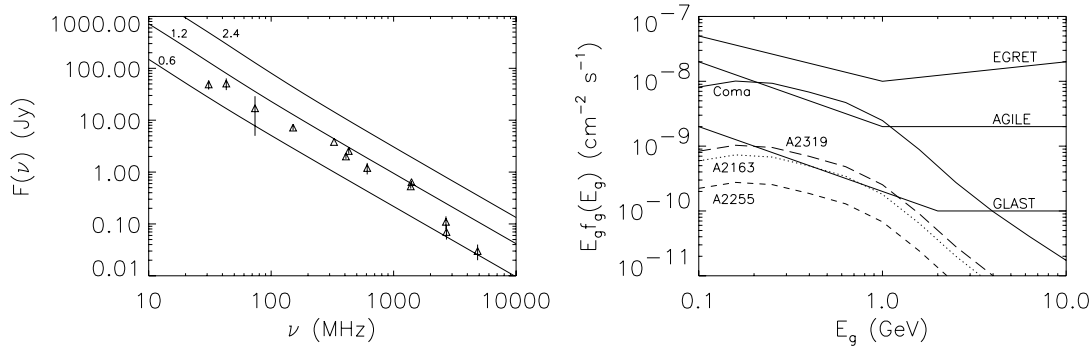 1000.00
100.00
10.00
1.00
0.10
0.01
F(ν) (Jy)
2.4
1.2
0.6
10
100
1000
10000
ν (MHz)
10⁻⁷
10⁻⁸
10⁻⁹
10⁻¹⁰
10⁻¹¹
E_g f_g(E_g) (cm⁻² s⁻¹)
EGRET
Coma
AGILE
A2319
A2163
A2255
GLAST
0.1
1.0
10.0
E_g (GeV)